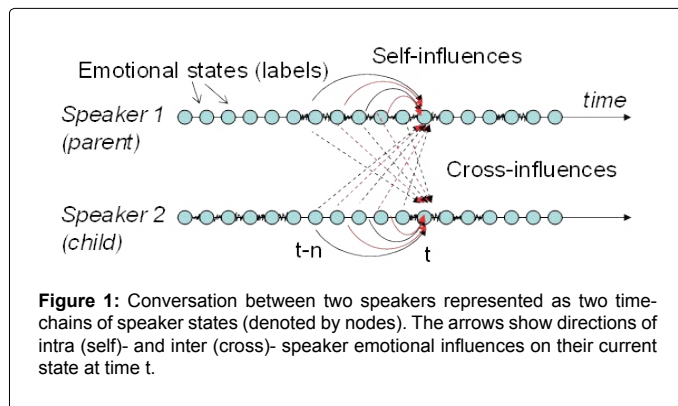 Self-influences
Emotional states (labels)
Speaker 1
(parent)
time
Cross-influences
Speaker 2
(child)
t-n
t
Figure 1: Conversation between two speakers represented as two time-
chains of speaker states (denoted by nodes). The arrows show directions of
intra (self)- and inter (cross)- speaker emotional influences on their current
state at time t.